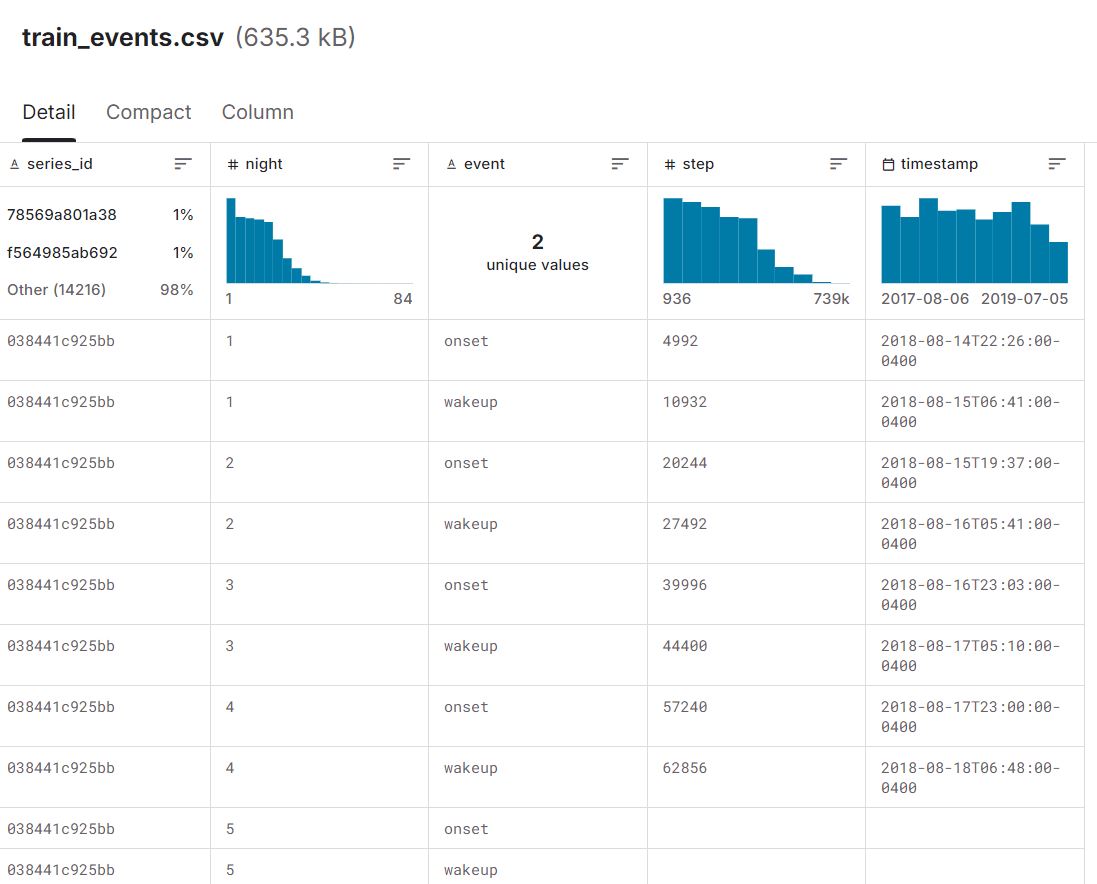 train_events.csv (635.3 kB)
Detail Compact Column
A series_id # night A event # step timestamp
78569a801a38 1%
f564985ab692 1%
Other (14216) 98%
2
unique values
1 84
936 739k
2017-08-06 2019-07-05
038441c925bb 1 onset 4992 2018-08-14T22:26:00-
0400
038441c925bb 1 wakeup 10932 2018-08-15T06:41:00-
0400
038441c925bb 2 onset 20244 2018-08-15T19:37:00-
0400
038441c925bb 2 wakeup 27492 2018-08-16T05:41:00-
0400
038441c925bb 3 onset 39996 2018-08-16T23:03:00-
0400
038441c925bb 3 wakeup 44400 2018-08-17T05:10:00-
0400
038441c925bb 4 onset 57240 2018-08-17T23:00:00-
0400
038441c925bb 4 wakeup 62856 2018-08-18T06:48:00-
0400
038441c925bb 5 onset
038441c925bb 5 wakeup